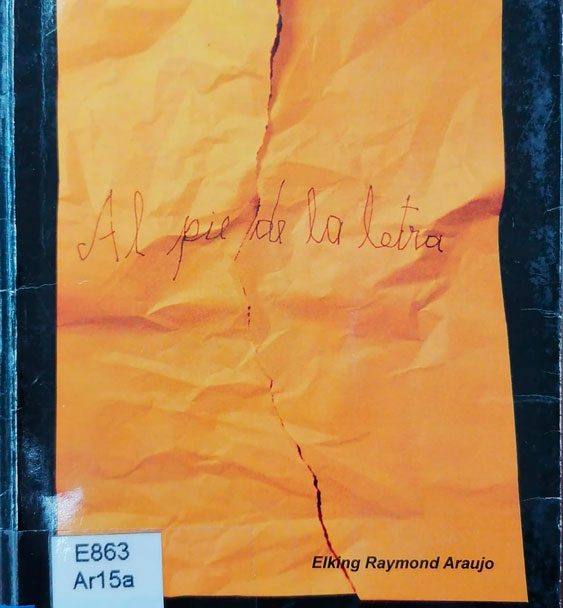 Al pie de la letra
Elking Raymond Araujo
E863
Ar15a